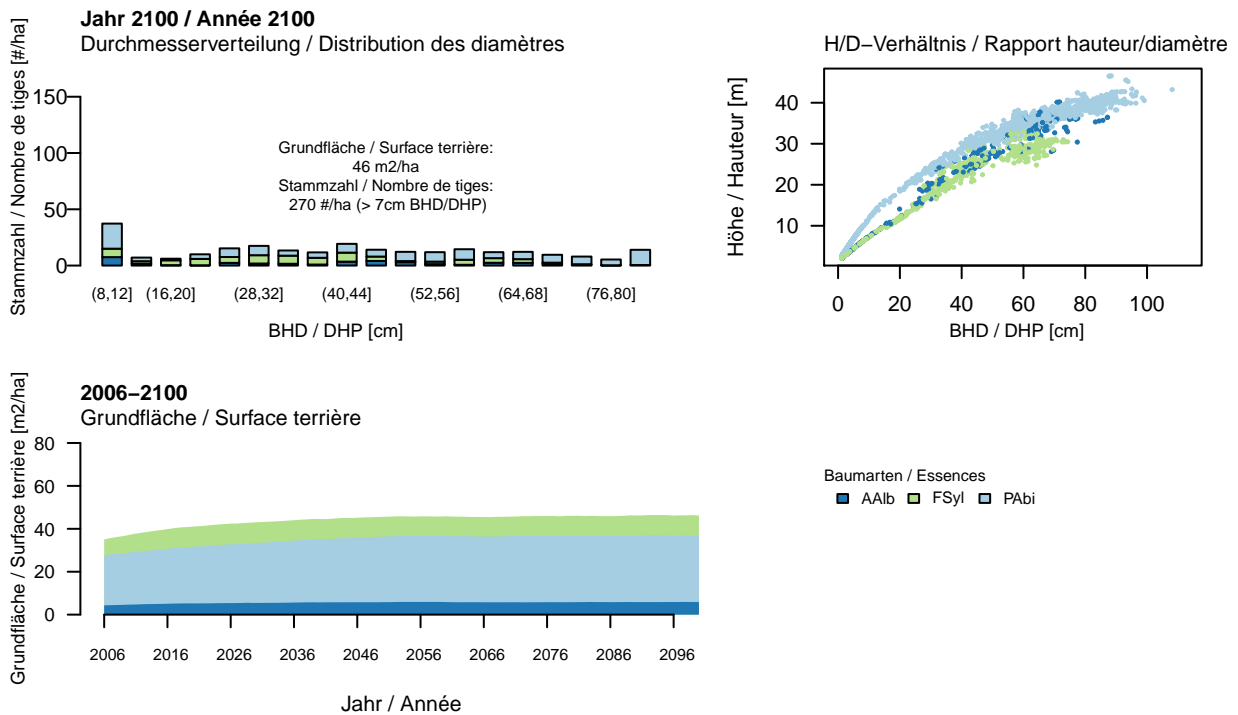 Jahr 2100 / Année 2100
Durchmesserverteilung / Distribution des diamètres
Stammzahl / Nombre de tiges [#/ha]
150
100
50
0
Grundfläche / Surface terrière:
46 m2/ha
Stammzahl / Nombre de tiges:
270 #/ha (> 7cm BHD/DHP)
(8,12] (16,20] (28,32] (40,44] (52,56] (64,68] (76,80]
BHD / DHP [cm]
H/D−Verhältnis / Rapport hauteur/diamètre
Höhe / Hauteur [m]
40
30
20
10
0 20 40 60 80 100
BHD / DHP [cm]
2006−2100
Grundfläche / Surface terrière
Grundfläche / Surface terrière [m2/ha]
80
60
40
20
0
2006 2016 2026 2036 2046 2056 2066 2076 2086 2096
Jahr / Année
Baumarten / Essences
AAlb FSyl PAbi